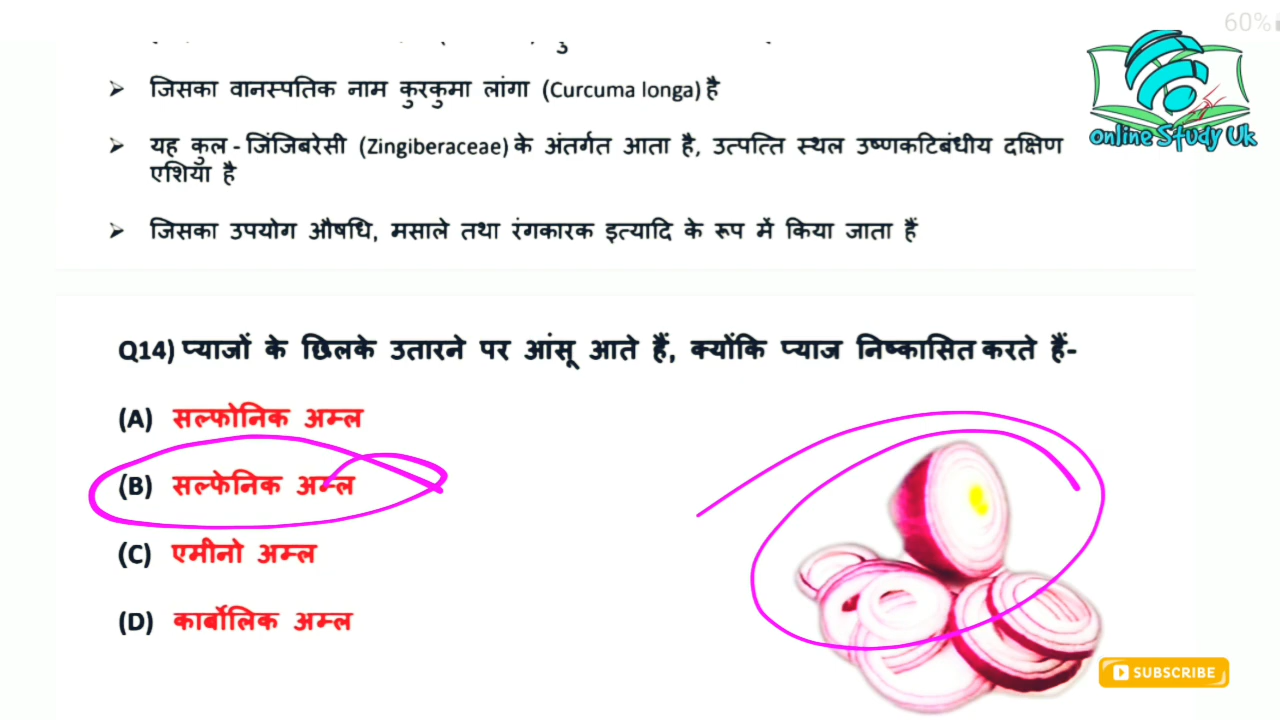 60%
➢ जिसका वानस्पतिक नाम कुरकुमा लांगा (Curcuma longa) है
Online Study Uk
➢ यह कुल - जिंजिबरेसी (Zingiberaceae) के अंतर्गत आता है, उत्पत्ति स्थल उष्णकटिबंधीय दक्षिण
एशिया है
➢ जिसका उपयोग औषधि, मसाले तथा रंगकारक इत्यादि के रूप में किया जाता हैं
Q14) प्याजों के छिलके उतारने पर आंसू आते हैं, क्योंकि प्याज निष्कासित करते हैं-
(A) सल्फोनिक अम्ल
(B) सल्फेनिक अम्ल
(C) एमीनो अम्ल
(D) कार्बोलिक अम्ल
SUBSCRIBE